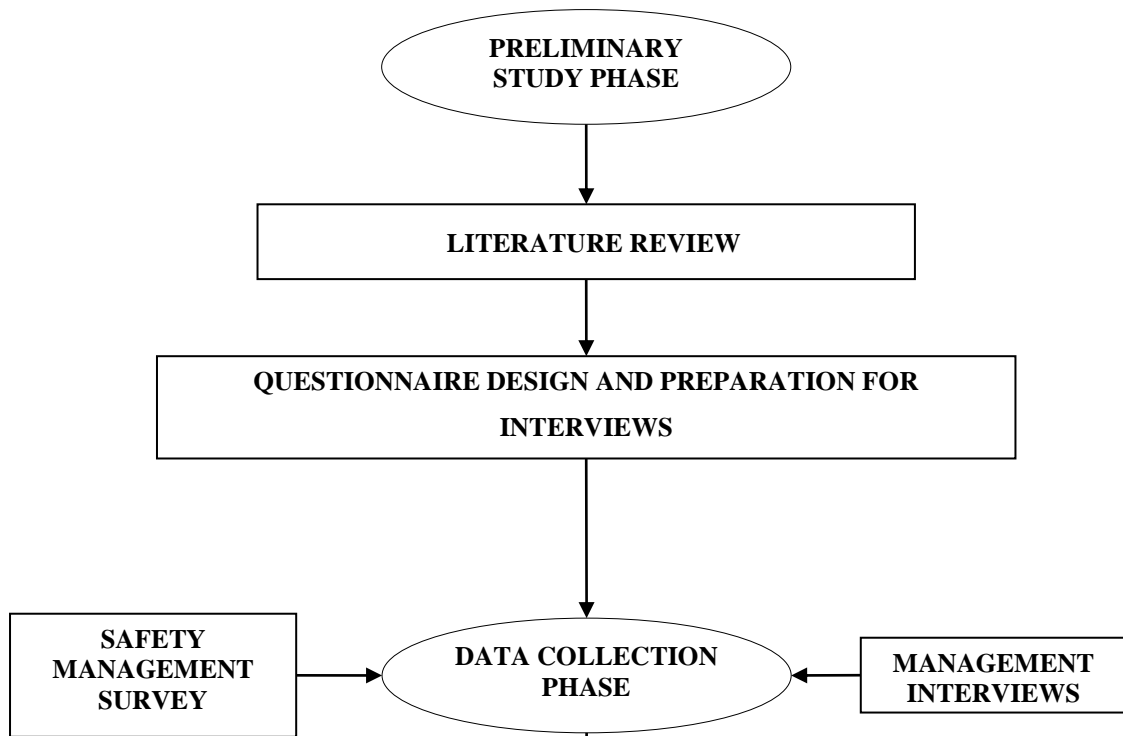 PRELIMINARY
STUDY PHASE
LITERATURE REVIEW
QUESTIONNAIRE DESIGN AND PREPARATION FOR
INTERVIEWS
SAFETY
MANAGEMENT
SURVEY
DATA COLLECTION
PHASE
MANAGEMENT
INTERVIEWS